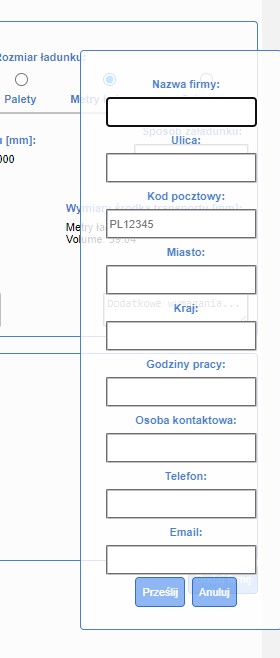 Rozmiar ładunku:
Palety
[mm]:
000
Sposób załadunku:
Wymiary środka transportu [mm]:
Metry ła
Volume: 39.04
Dodatkowe wymagania...
Nazwa firmy:
Ulica:
Kod pocztowy:
PL12345
Miasto:
Kraj:
Godziny pracy:
Osoba kontaktowa:
Telefon:
Email:
Prześlij
Anuluj